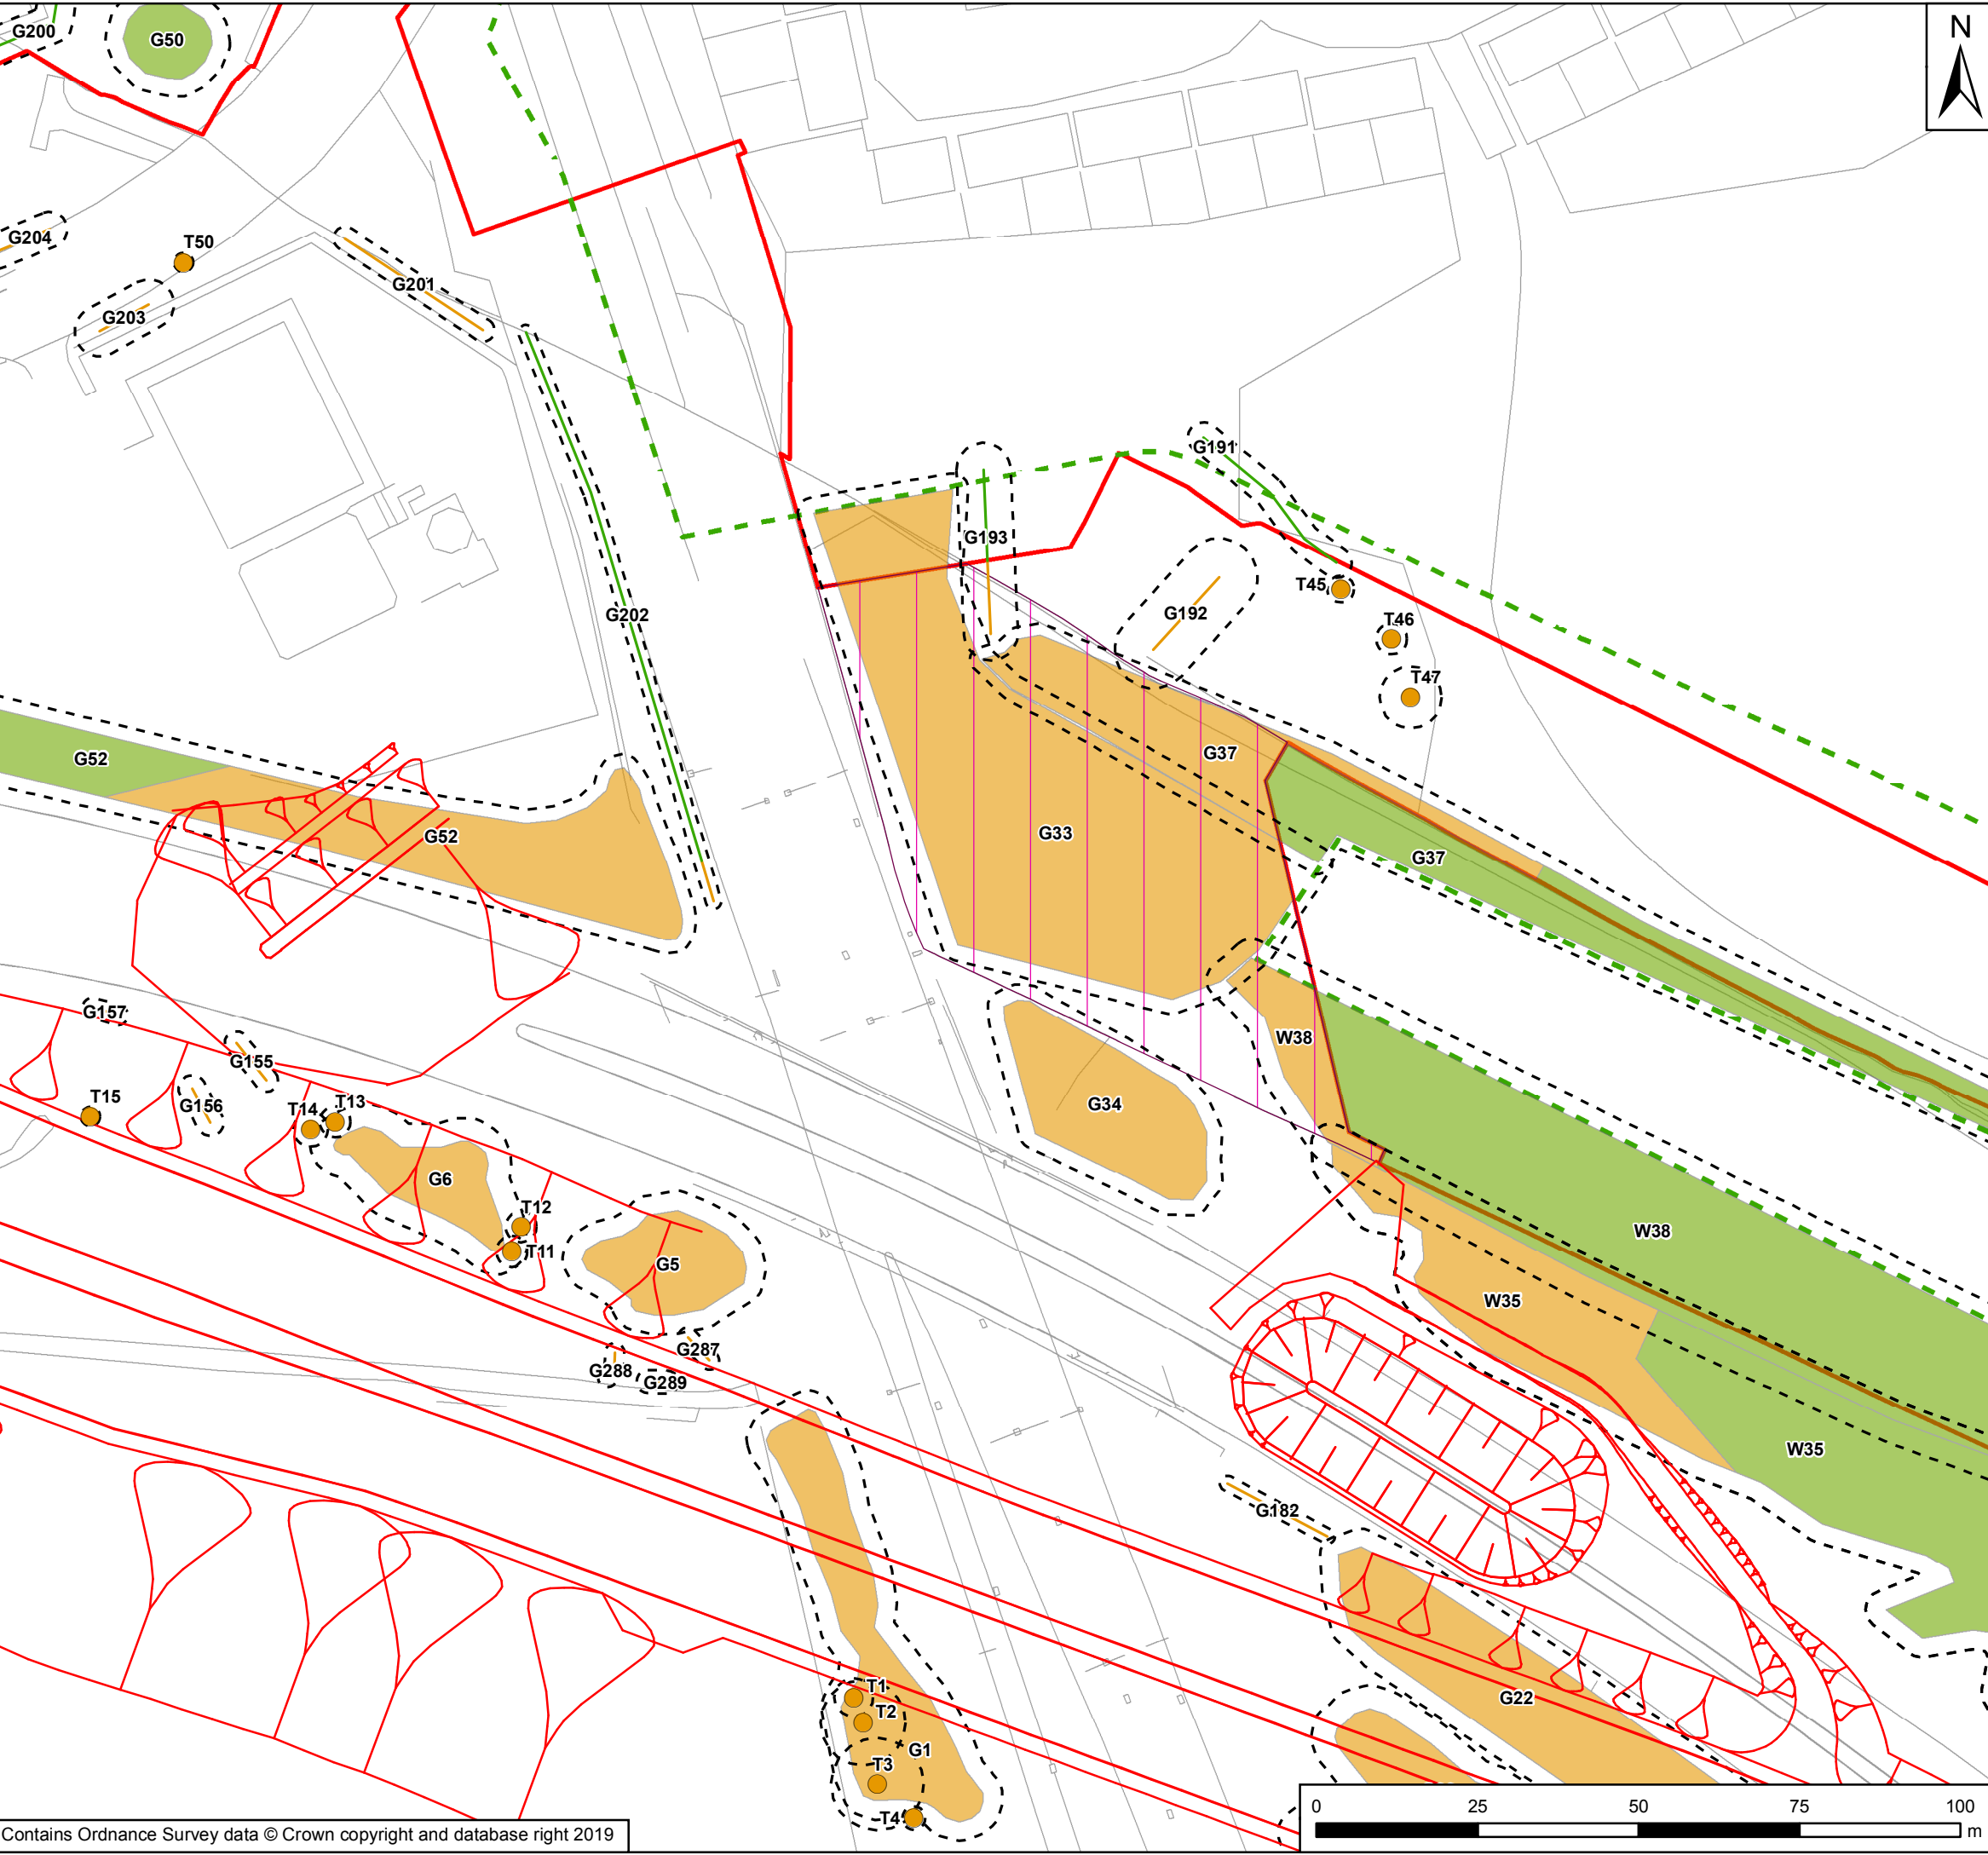 G200
G50
N
G204
T50
G201
G203
G191
G193
T45
G192
T46
G202
T47
G52
G37
G52
G33
G37
G157
W38
G155
T15
G156
T14
T13
G34
G6
T12
T11
W38
G5
W35
G287
G288
G289
W35
G182
T1
T2
G22
G1
T3
T4
0 25 50 75 100
m
Contains Ordnance Survey data © Crown copyright and database right 2019